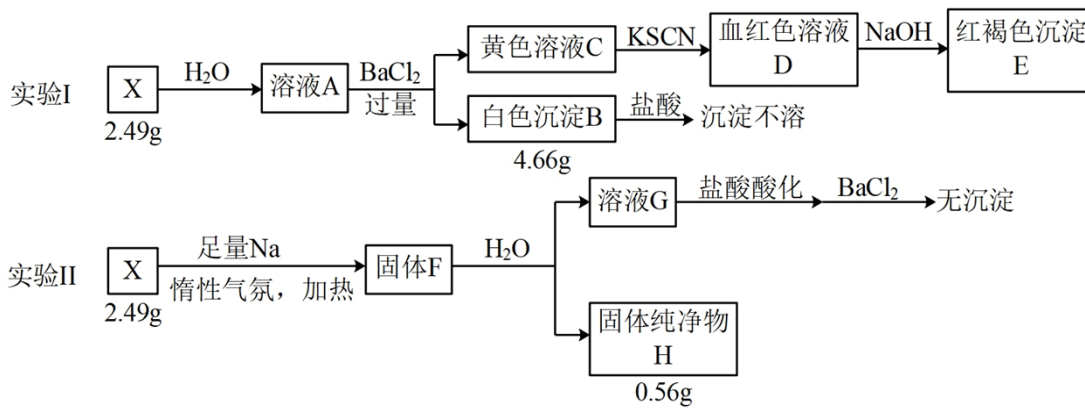 实验I
X
2.49g
H₂O
溶液A
BaCl₂
过量
黄色溶液C
KSCN
血红色溶液
D
NaOH
红褐色沉淀
E
白色沉淀B
4.66g
盐酸
沉淀不溶
实验II
X
2.49g
足量Na
惰性气氛，加热
固体F
H₂O
溶液G
盐酸酸化
BaCl₂
无沉淀
固体纯净物
H
0.56g